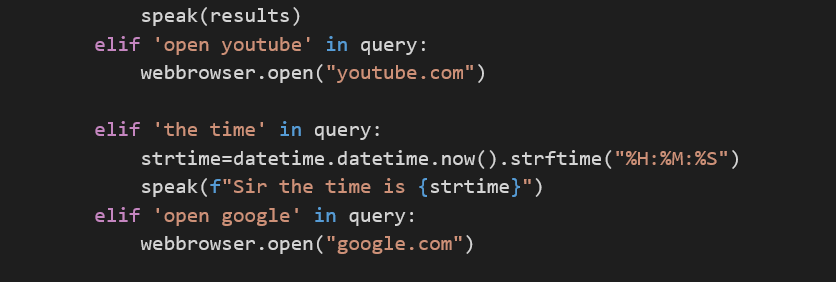 speak(results)
elif 'open youtube' in query:
webbrowser.open("youtube.com")
elif 'the time' in query:
strtime=datetime.datetime.now().strftime("%H:%M:%S")
speak(f"Sir the time is {strtime}")
elif 'open google' in query:
webbrowser.open("google.com")